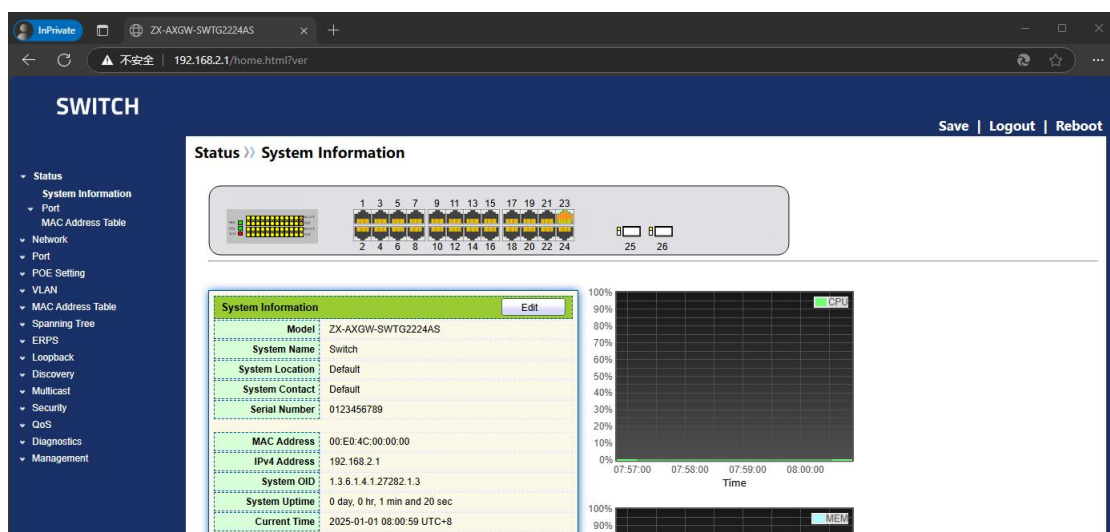 InPrivate
ZX-AXGW-SWTG2224AS
不安全 | 192.168.2.1/home.html?ver
SWITCH
Save | Logout | Reboot
Status 》 System Information
Status
System Information
Port
MAC Address Table
Network
Port
POE Setting
VLAN
MAC Address Table
Spanning Tree
ERPS
Loopback
Discovery
Multicast
Security
QoS
Diagnostics
Management
1 3 5 7 9 11 13 15 17 19 21 23
2 4 6 8 10 12 14 16 18 20 22 24
25 26
System Information Edit
Model ZX-AXGW-SWTG2224AS
System Name Switch
System Location Default
System Contact Default
Serial Number 0123456789
MAC Address 00:E0:4C:00:00:00
IPv4 Address 192.168.2.1
System OID 1.3.6.1.4.1.27282.1.3
System Uptime 0 day, 0 hr, 1 min and 20 sec
Current Time 2025-01-01 08:00:59 UTC+8
CPU
100%
90%
80%
70%
60%
50%
40%
30%
20%
10%
0%
07:57:00 07:58:00 07:59:00 08:00:00
Time
MEM
100%
90%